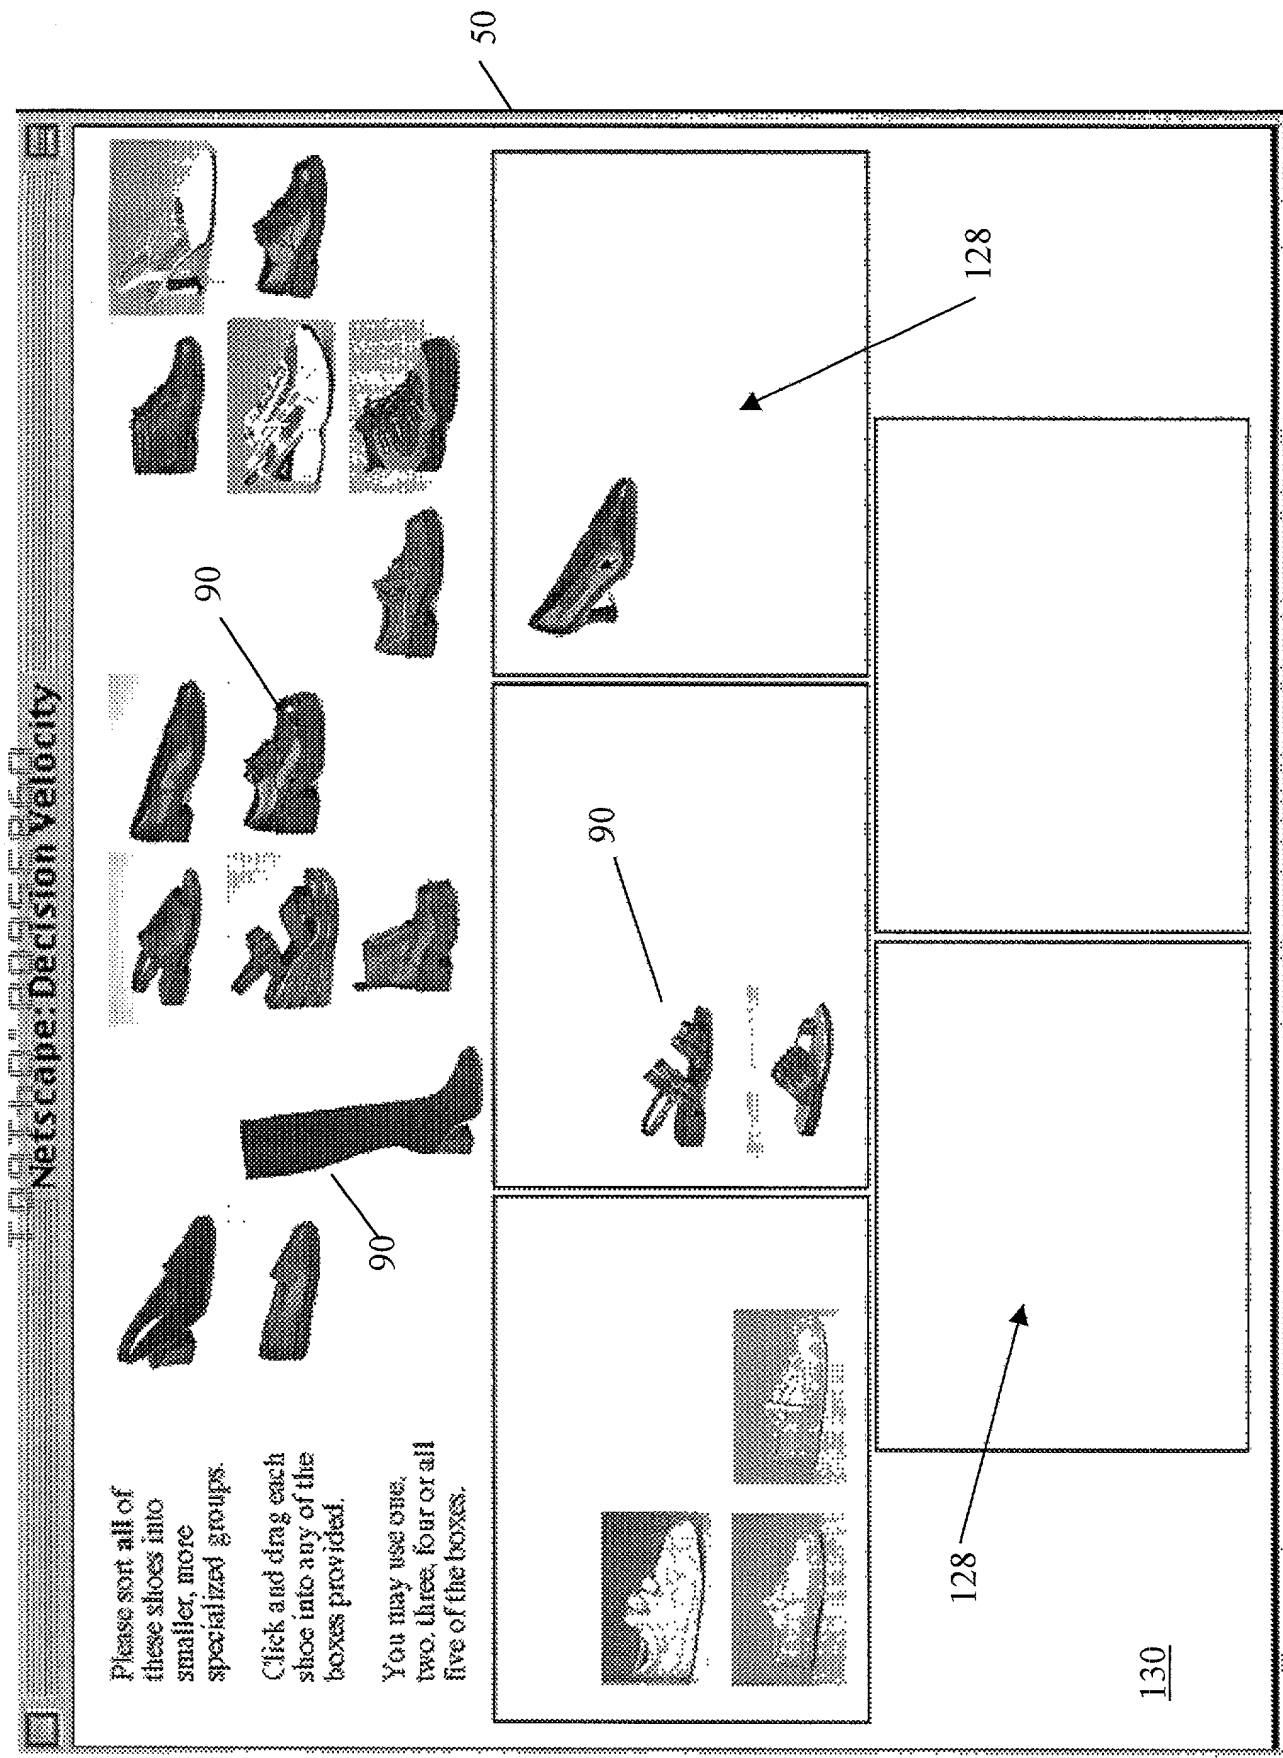 Netscape: Decision Velocity
Please sort all of
these shoes into
smaller, more
specialized groups.
Click and drag each
shoe into any of the
boxes provided.
You may use one,
two, three, four or all
five of the boxes.
90
90
90
50
128
128
130